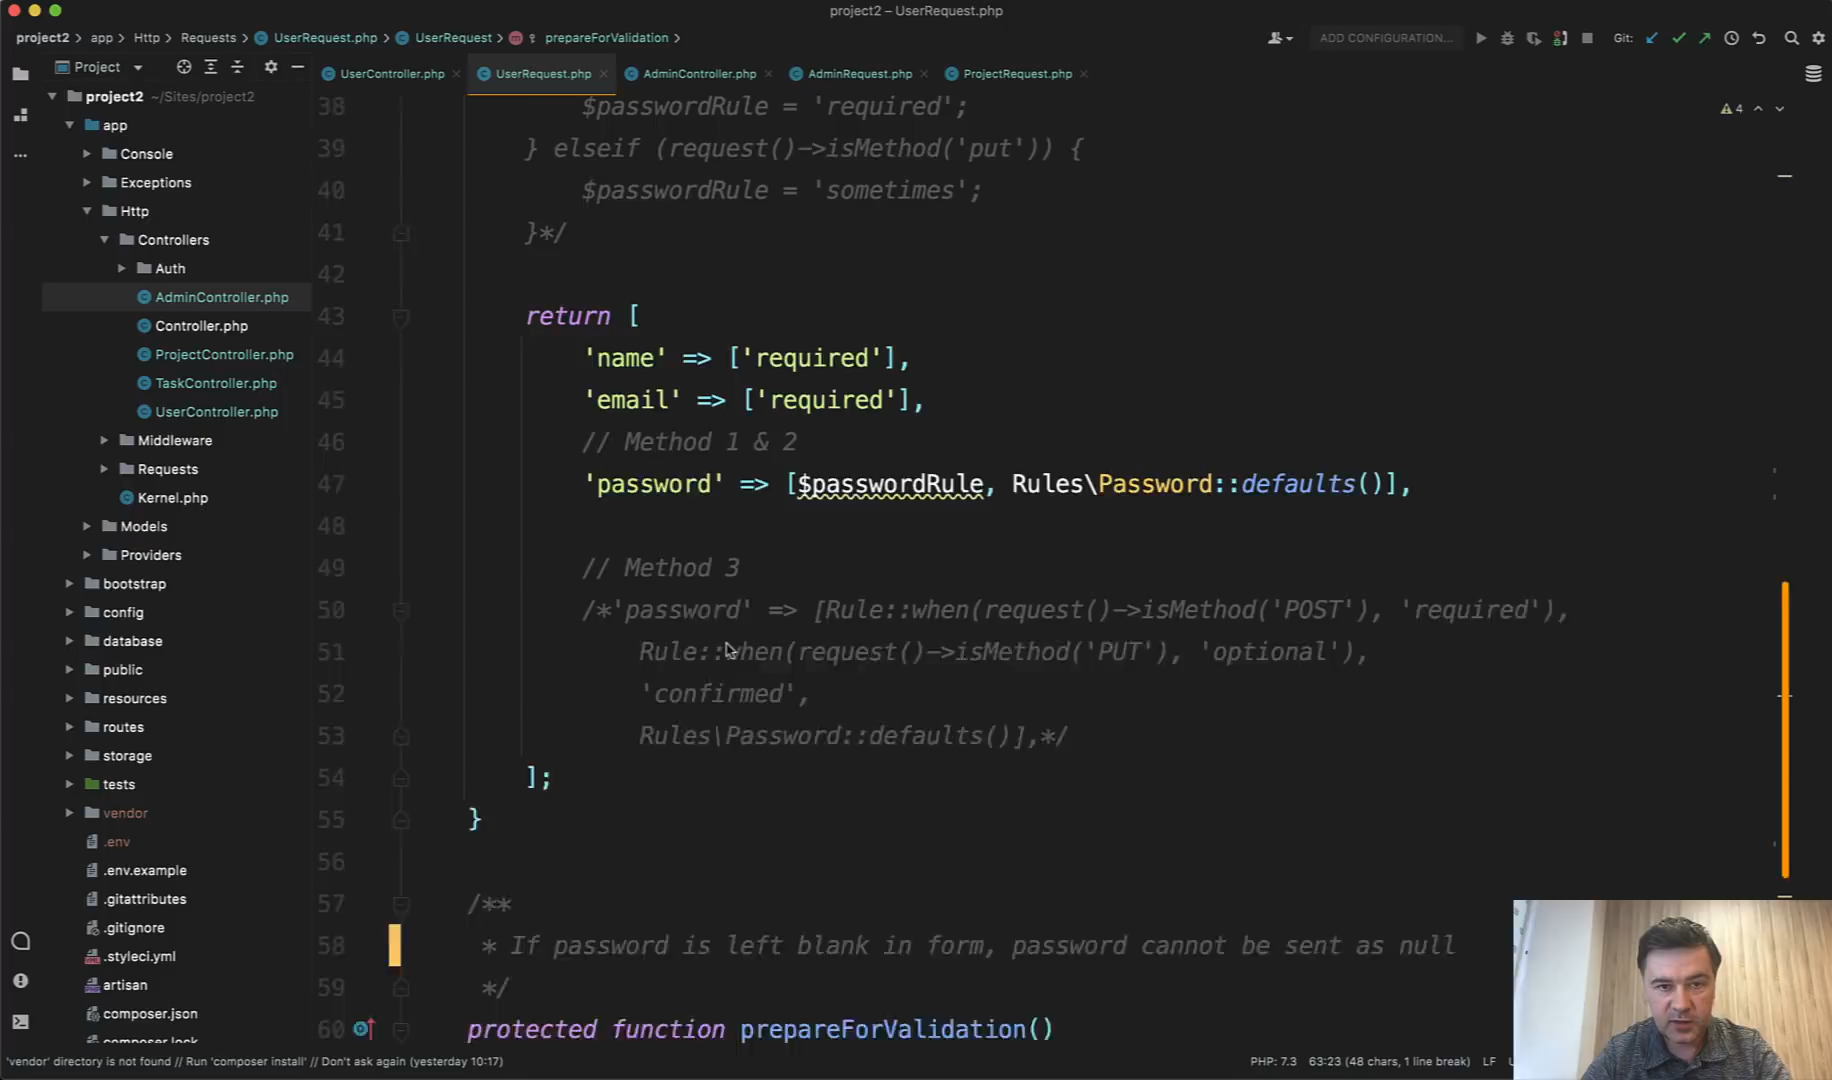 project2 – UserRequest.php
project2 > app > Http > Requests > UserRequest.php > UserRequest > m prepareForValidation >
ADD CONFIGURATION... Git:
Project
UserController.php UserRequest.php AdminController.php AdminRequest.php ProjectRequest.php
project2 ~/Sites/project2
app
Console
Exceptions
Http
Controllers
Auth
AdminController.php
Controller.php
ProjectController.php
TaskController.php
UserController.php
Middleware
Requests
Kernel.php
Models
Providers
bootstrap
config
database
public
resources
routes
storage
tests
vendor
.env
.env.example
.gitattributes
.gitignore
.styleci.yml
artisan
composer.json
composer.lock
4
38 $passwordRule = 'required';
39 } elseif (request()->isMethod('put')) {
40 $passwordRule = 'sometimes';
41 }*/
42
43 return [
44 'name' => ['required'],
45 'email' => ['required'],
46 // Method 1 & 2
47 'password' => [$passwordRule, Rules\Password::defaults()],
48
49 // Method 3
50 /*'password' => [Rule::when(request()->isMethod('POST'), 'required'),
51 Rule::when(request()->isMethod('PUT'), 'optional'),
52 'confirmed',
53 Rules\Password::defaults()],*/
54 ];
55 }
56
57 /**
58 * If password is left blank in form, password cannot be sent as null
59 */
60 protected function prepareForValidation()
'vendor' directory is not found // Run 'composer install' // Don't ask again (yesterday 10:17)
PHP: 7.3 63:23 (48 chars, 1 line break) LF